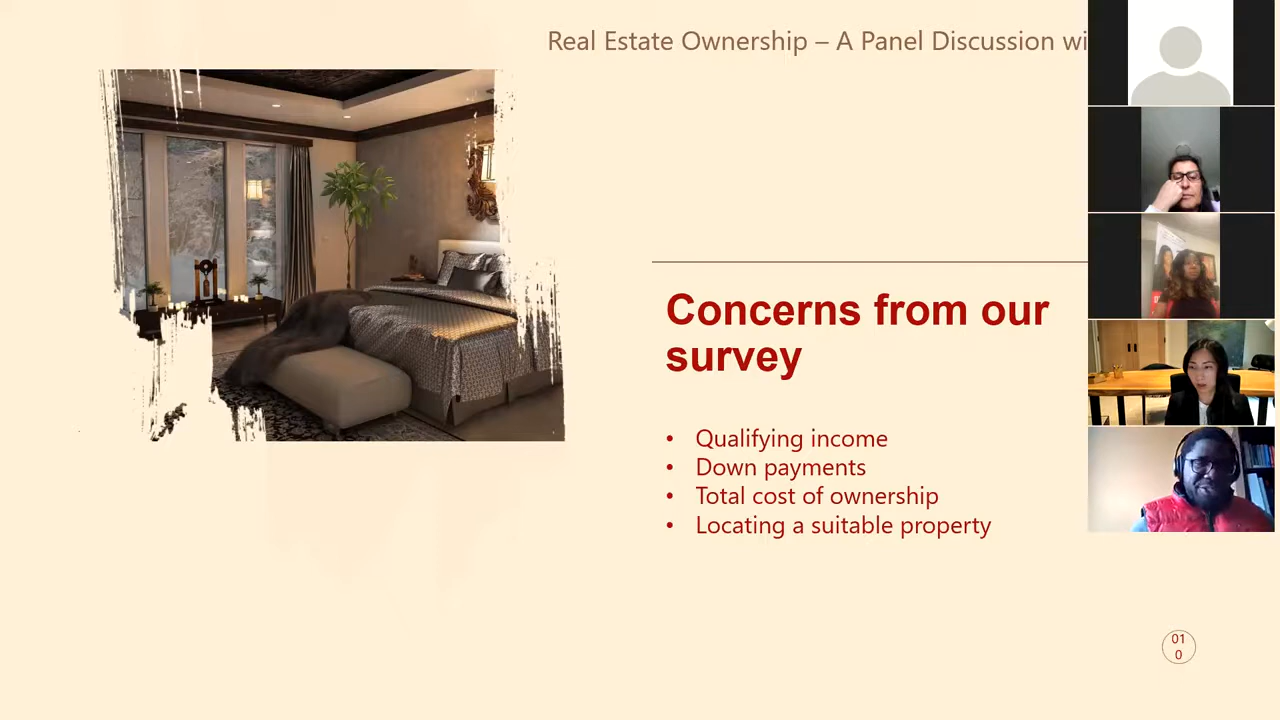 Real Estate Ownership – A Panel Discussion wi
Concerns from our
survey
• Qualifying income
• Down payments
• Total cost of ownership
• Locating a suitable property
01
0